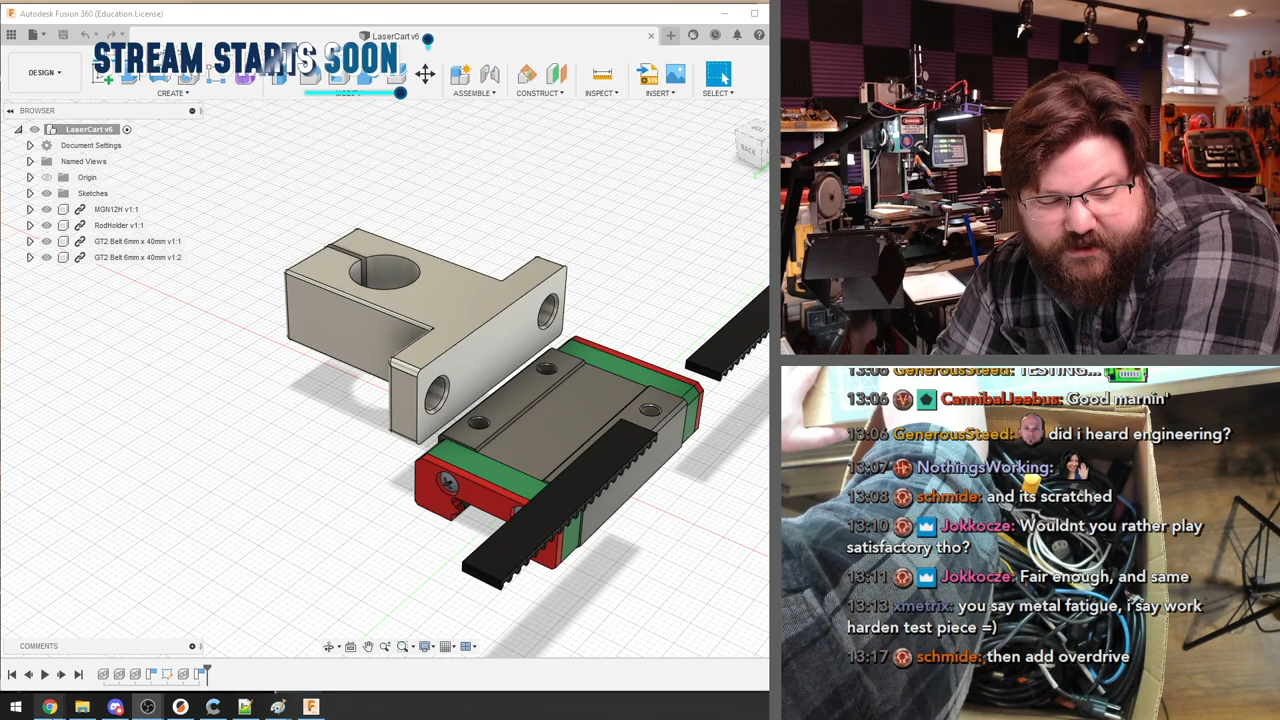 Autodesk Fusion 360 (Education License)
LaserCart v6
STREAM STARTS SOON
DESIGN
CREATE
ASSEMBLE
CONSTRUCT
INSPECT
INSERT
SELECT
BROWSER
LaserCart v6
Document Settings
Named Views
Origin
Sketches
MGN12H v1:1
RodHolder v1:1
GT2 Belt 6mm x 40mm v1:1
GT2 Belt 6mm x 40mm v1:2
BACK
COMMENTS
DANGER
13:06 GenerousSteed: TESTING...
13:06 CannibalJeebus: Good marnin'
13:06 GenerousSteed: did i heard engineering?
13:07 NothingsWorking:
13:08 schmide: and its scratched
13:10 Jokkocze: Wouldnt you rather play
satisfactory tho?
13:11 Jokkocze: Fair enough, and same
13:13 xmetrix: you say metal fatigue, i say work
harden test piece =)
13:17 schmide: then add overdrive